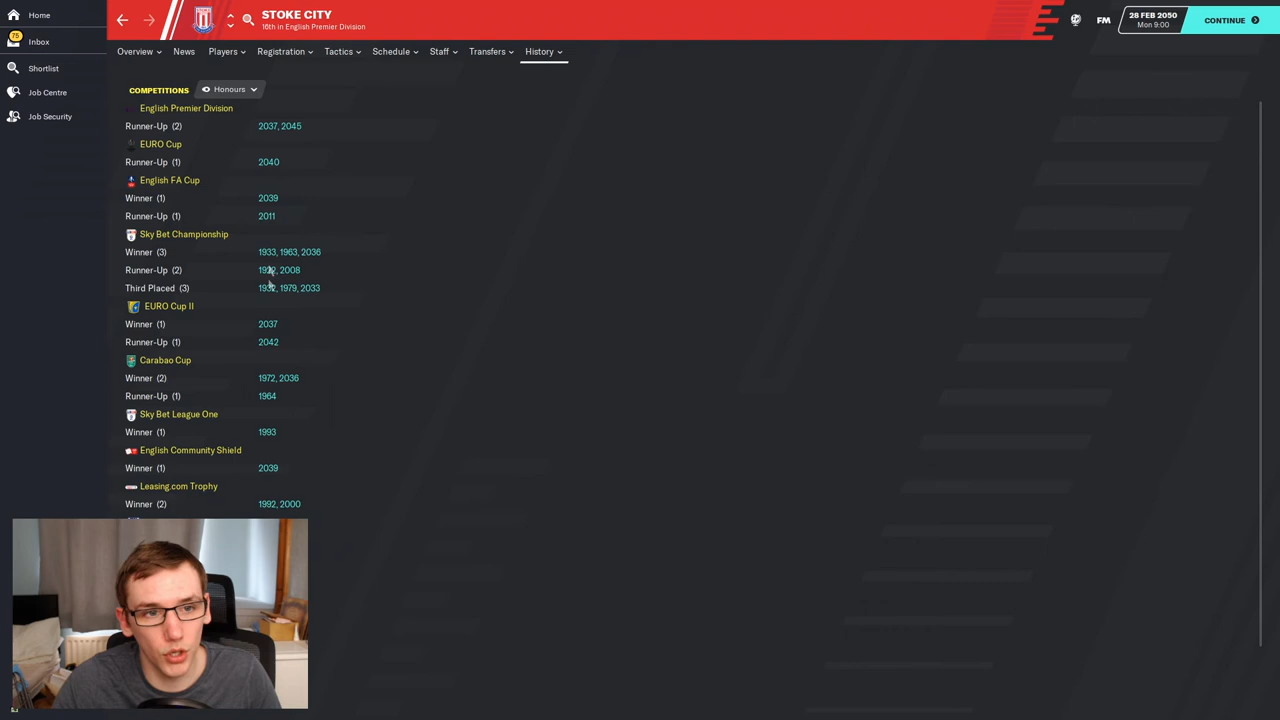 Home
75
Inbox
Shortlist
Job Centre
Job Security
STOKE CITY
16th in English Premier Division
FM
28 FEB 2050
Mon 9:00
CONTINUE
Overview
News
Players
Registration
Tactics
Schedule
Staff
Transfers
History
COMPETITIONS
Honours
English Premier Division
Runner-Up (2) 2037, 2045
EURO Cup
Runner-Up (1) 2040
English FA Cup
Winner (1) 2039
Runner-Up (1) 2011
Sky Bet Championship
Winner (3) 1933, 1963, 2036
Runner-Up (2) 2008
Third Placed (3) 1979, 2033
EURO Cup II
Winner (1) 2037
Runner-Up (1) 2042
Carabao Cup
Winner (2) 1972, 2036
Runner-Up (1) 1964
Sky Bet League One
Winner (1) 1993
English Community Shield
Winner (1) 2039
Leasing.com Trophy
Winner (2) 1992, 2000